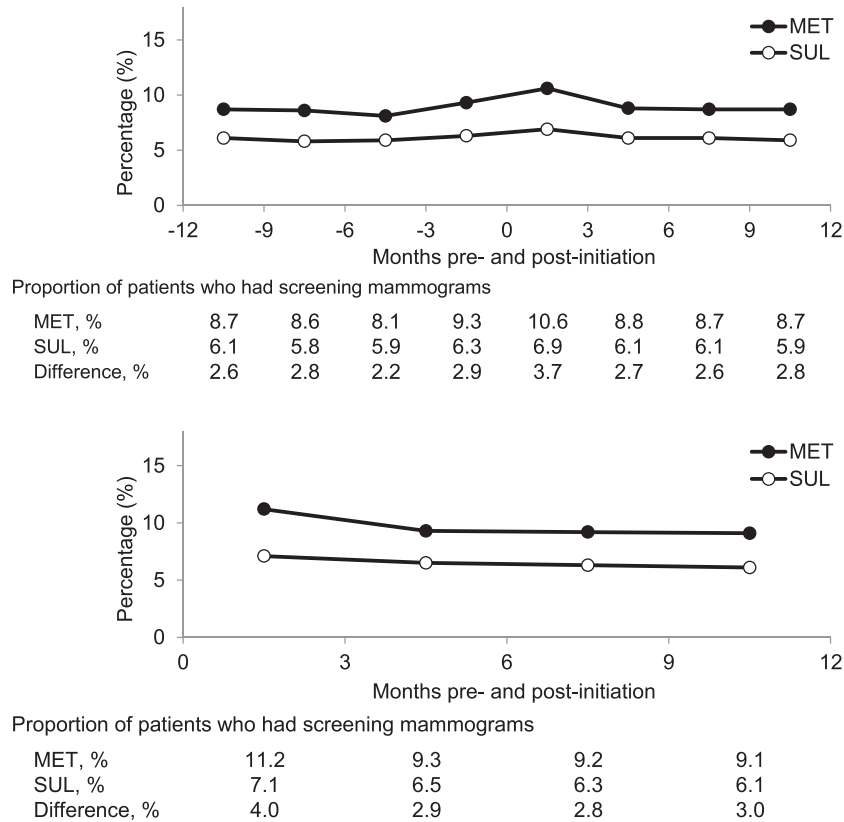 MET
SUL
15
10
5
0
Percentage (%)
-12 -9 -6 -3 0 3 6 9 12
Months pre- and post-initiation
Proportion of patients who had screening mammograms
MET, % 8.7 8.6 8.1 9.3 10.6 8.8 8.7 8.7
SUL, % 6.1 5.8 5.9 6.3 6.9 6.1 6.1 5.9
Difference, % 2.6 2.8 2.2 2.9 3.7 2.7 2.6 2.8
MET
SUL
15
10
5
0
Percentage (%)
0 3 6 9 12
Months pre- and post-initiation
Proportion of patients who had screening mammograms
MET, % 11.2 9.3 9.2 9.1
SUL, % 7.1 6.5 6.3 6.1
Difference, % 4.0 2.9 2.8 3.0